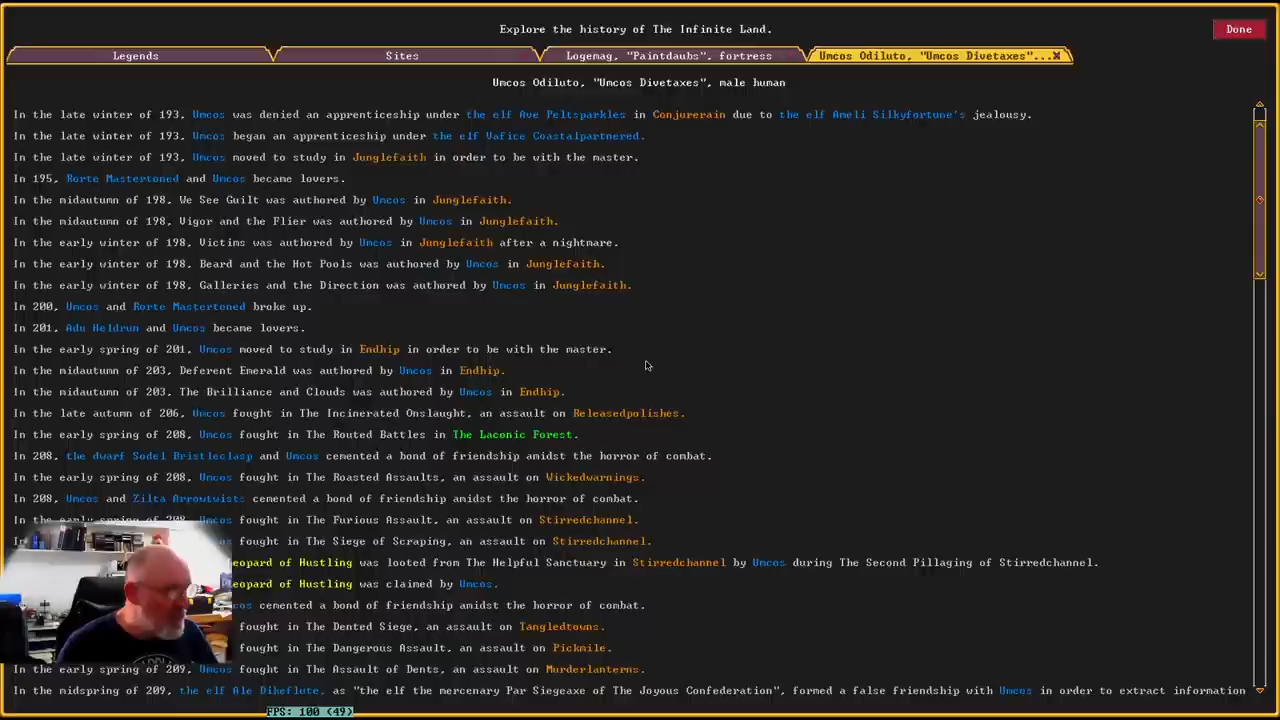 Explore the history of The Infinite Land.
Done
Legends
Sites
Logemag, "Paintdaubs", fortress
Umcos Odiluto, "Umcos Divetaxes"...
Umcos Odiluto, "Umcos Divetaxes", male human
In the late winter of 193, Umcos was denied an apprenticeship under the elf Ave Peltsparkles in Conjurerain due to the elf Ameli Silkyfortune's jealousy.
In the late winter of 193, Umcos began an apprenticeship under the elf Vafice Coastalpartnered.
In the late winter of 193, Umcos moved to study in Junglefaith in order to be with the master.
In 195, Rorte Mastertoned and Umcos became lovers.
In the midautumn of 198, We See Guilt was authored by Umcos in Junglefaith.
In the midautumn of 198, Vigor and the Flier was authored by Umcos in Junglefaith.
In the early winter of 198, Victims was authored by Umcos in Junglefaith after a nightmare.
In the early winter of 198, Beard and the Hot Pools was authored by Umcos in Junglefaith.
In the early winter of 198, Galleries and the Direction was authored by Umcos in Junglefaith.
In 200, Umcos and Rorte Mastertoned broke up.
In 201, Adu Heldrun and Umcos became lovers.
In the early spring of 201, Umcos moved to study in Endhip in order to be with the master.
In the midautumn of 203, Deferent Emerald was authored by Umcos in Endhip.
In the midautumn of 203, The Brilliance and Clouds was authored by Umcos in Endhip.
In the late autumn of 206, Umcos fought in The Incinerated Onslaught, an assault on Releasedpolishes.
In the early spring of 208, Umcos fought in The Routed Battles in The Laconic Forest.
In 208, the dwarf Sodel Bristleclasp and Umcos cemented a bond of friendship amidst the horror of combat.
In the early spring of 208, Umcos fought in The Roasted Assaults, an assault on Wickedwarnings.
In 208, Umcos and Zilta Arrowtwists cemented a bond of friendship amidst the horror of combat.
In the early spring of 208, Umcos fought in The Furious Assault, an assault on Stirredchannel.
In fought in The Siege of Scraping, an assault on Stirredchannel.
of Hustling was looted from The Helpful Sanctuary in Stirredchannel by Umcos during The Second Pillaging of Stirredchannel.
of Hustling was claimed by Umcos.
cemented a bond of friendship amidst the horror of combat.
fought in The Dented Siege, an assault on Tangledtowns.
fought in The Dangerous Assault, an assault on Pickmile.
In the early spring of 209, Umcos fought in The Assault of Dents, an assault on Murderlanterns.
In the midspring of 209, the elf Ale Dikeflute, as "the elf the mercenary Par Siegeaxe of The Joyous Confederation", formed a false friendship with Umcos in order to extract information
FPS: 100 (49)